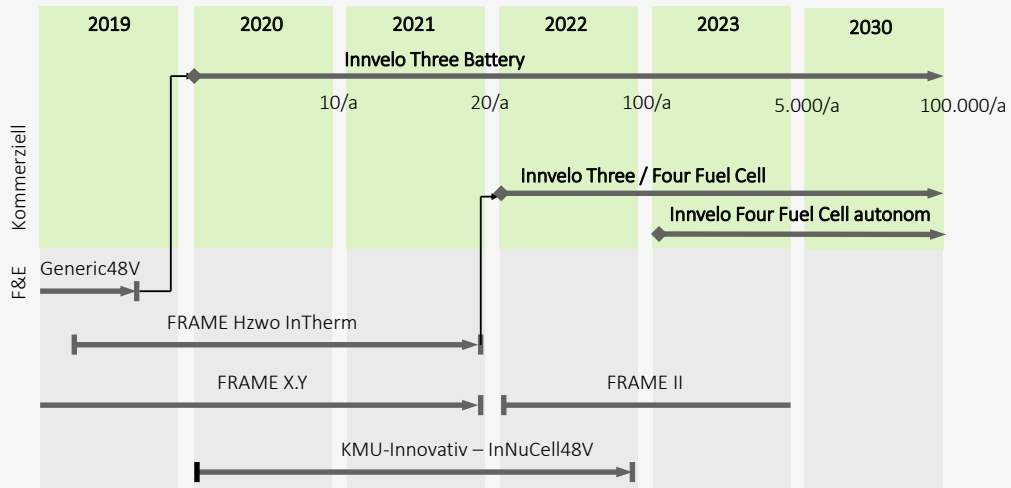 2019
2020
2021
2022
2023
2030
Innvelo Three Battery
10/a
20/a
100/a
5.000/a
100.000/a
Kommerziell
Innvelo Three / Four Fuel Cell
Innvelo Four Fuel Cell autonom
F&E
Generic48V
FRAME Hzwo InTherm
FRAME X.Y
FRAME II
KMU-Innovativ – InNuCell48V